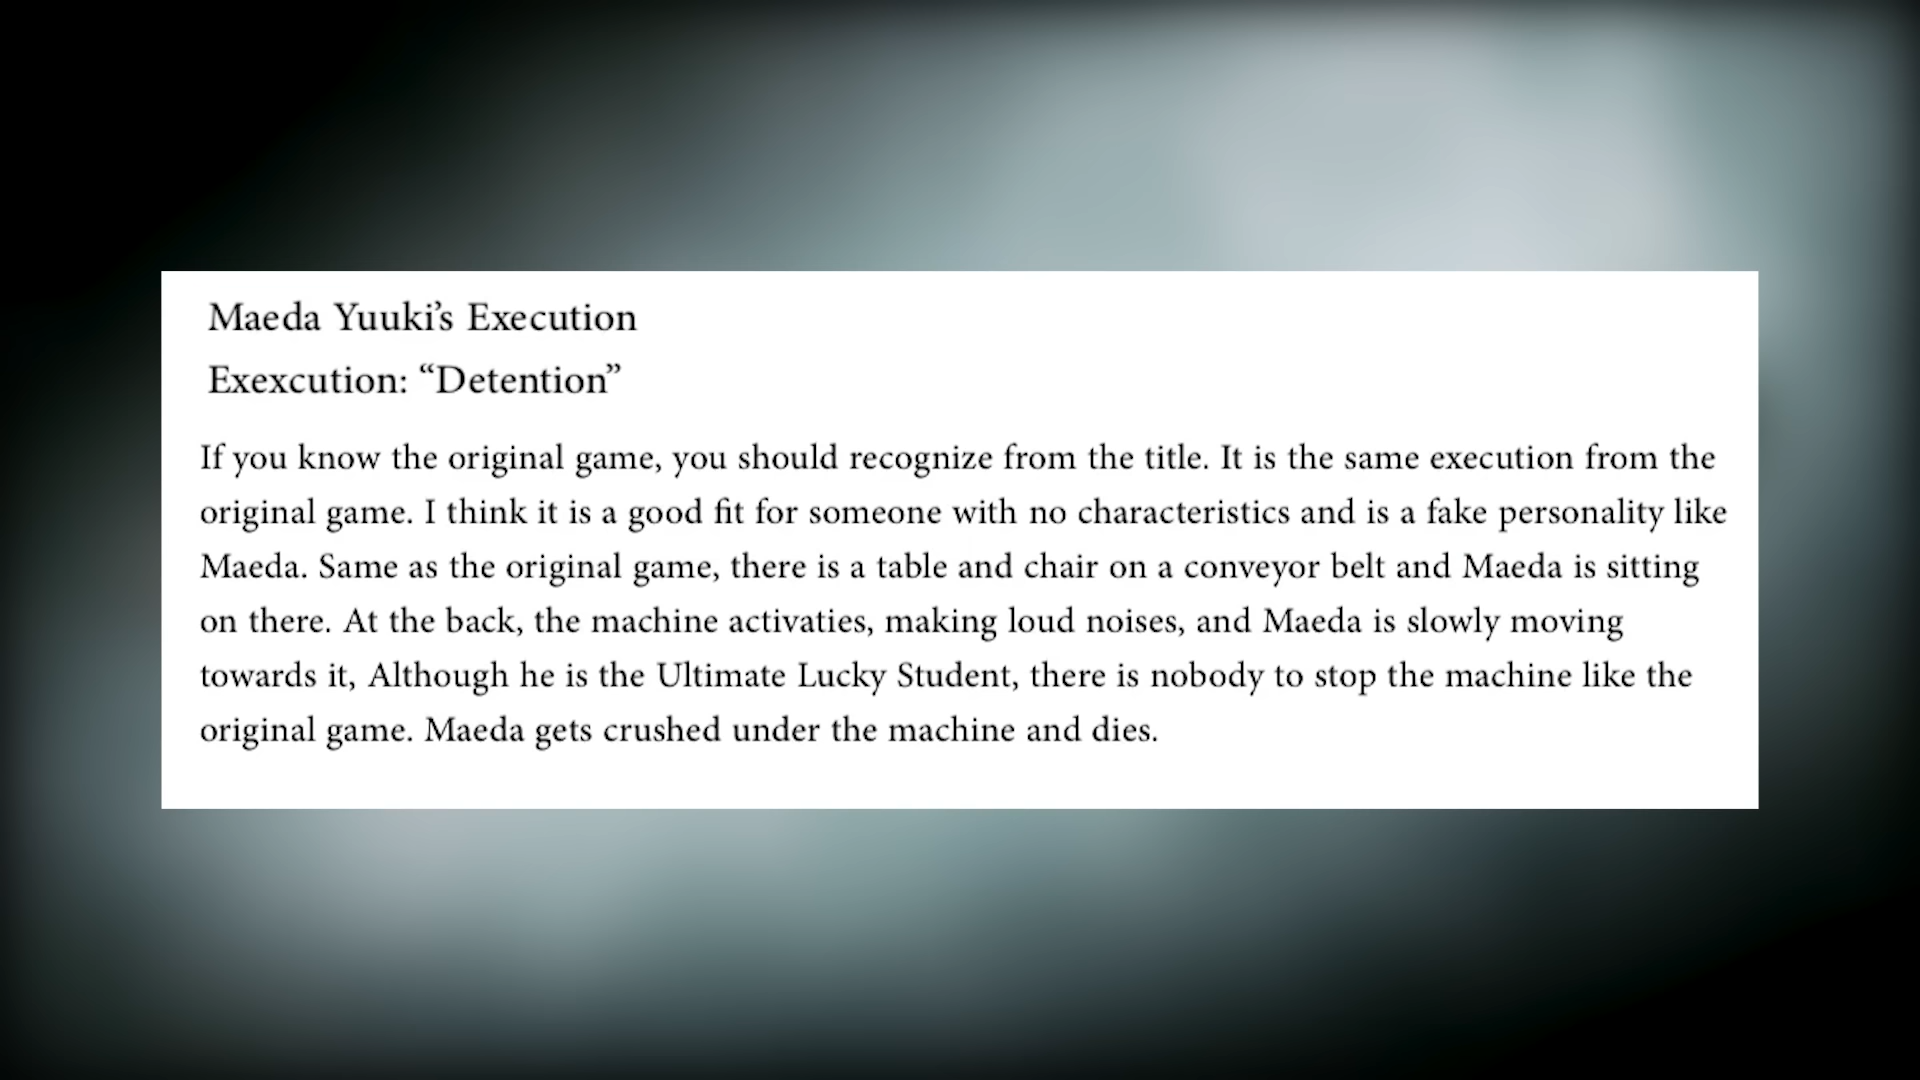 Maeda Yuuki’s Execution
Exexcution: “Detention”
If you know the original game, you should recognize from the title. It is the same execution from the
original game. I think it is a good fit for someone with no characteristics and is a fake personality like
Maeda. Same as the original game, there is a table and chair on a conveyor belt and Maeda is sitting
on there. At the back, the machine activaties, making loud noises, and Maeda is slowly moving
towards it, Although he is the Ultimate Lucky Student, there is nobody to stop the machine like the
original game. Maeda gets crushed under the machine and dies.